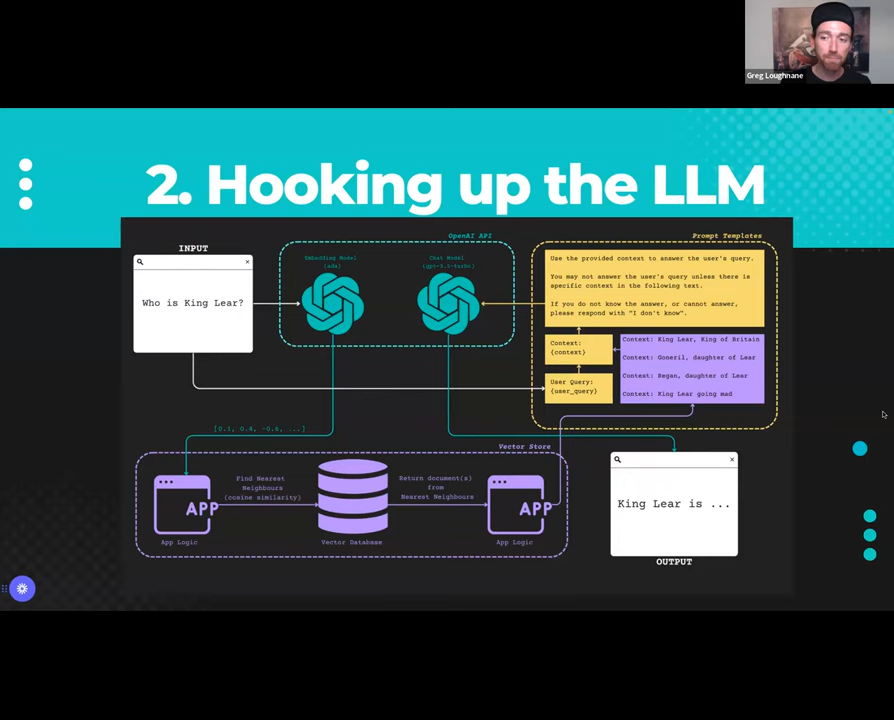 Greg Loughnane
2. Hooking up the LLM
INPUT
Who is King Lear?
OpenAI API
Embedding Model
(ada)
Chat Model
(gpt-3.5-turbo)
Prompt Templates
Use the provided context to answer the user's query.
You may not answer the user's query unless there is
specific context in the following text.
If you do not know the answer, or cannot answer,
please respond with "I don't know".
Context:
{context}
User Query:
{user_query}
Context: King Lear, King of Britain
Context: Goneril, daughter of Lear
Context: Regan, daughter of Lear
Context: King Lear going mad
[0.1, 0.4, -0.6, ...]
Vector Store
APP
App Logic
Find Nearest
Neighbours
(cosine similarity)
Vector Database
Return document(s)
from
Nearest Neighbours
APP
App Logic
King Lear is ...
OUTPUT